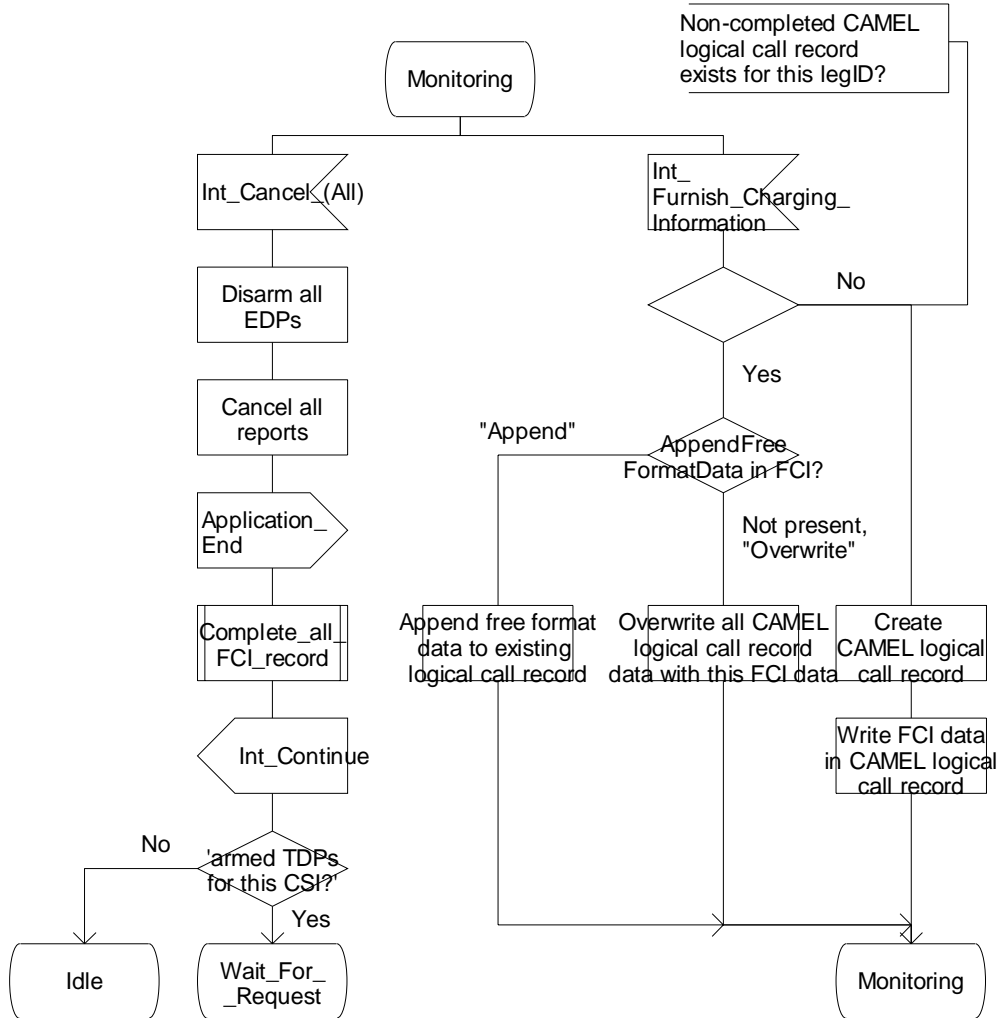 Non-completed CAMEL
logical call record
exists for this legID?
Monitoring
Int_Cancel_(All)
Int_
Furnish_Charging_
Information
Disarm all
EDPs
No
Cancel all
reports
Yes
"Append"
AppendFree
FormatData in FCI?
Application_
End
Not present,
"Overwrite"
Complete_all_
FCI_record
Append free format
data to existing
logical call record
Overwrite all CAMEL
logical call record
data with this FCI data
Create
CAMEL logical
call record
Int_Continue
Write FCI data
in CAMEL logical
call record
No
'armed TDPs
for this CSI?'
Yes
Idle
Wait_For_
_Request
Monitoring